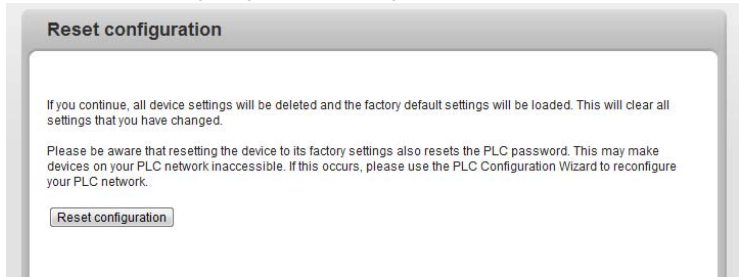 Reset configuration
If you continue, all device settings will be deleted and the factory default settings will be loaded. This will clear all
settings that you have changed.
Please be aware that resetting the device to its factory settings also resets the PLC password. This may make
devices on your PLC network inaccessible. If this occurs, please use the PLC Configuration Wizard to reconfigure
your PLC network.
Reset configuration